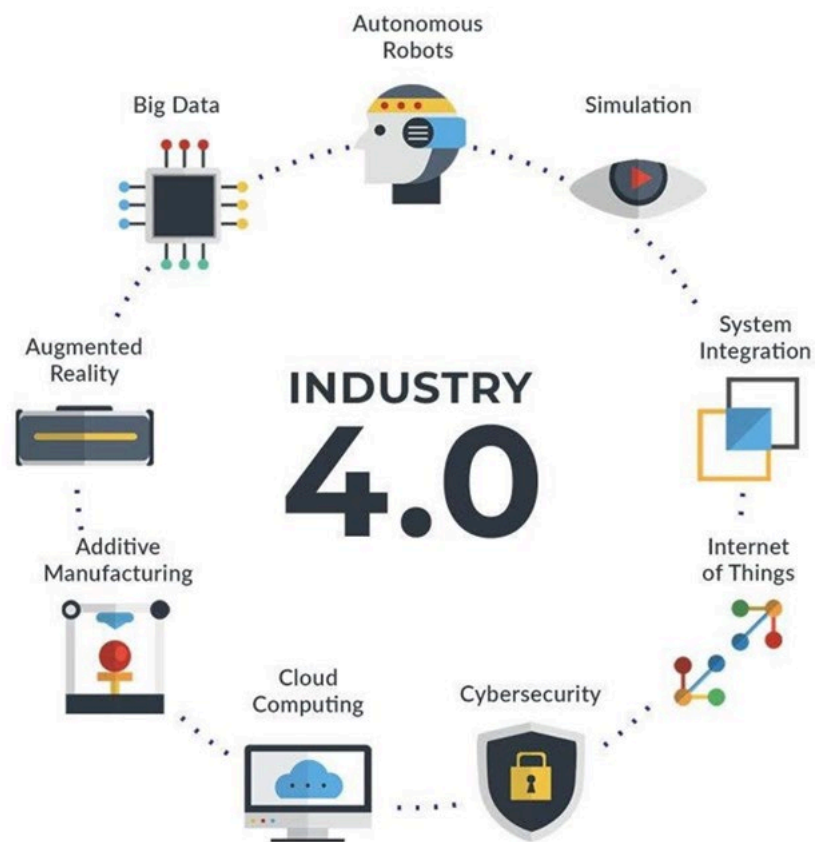 Autonomous
Robots
Big Data
Simulation
System
Integration
Augmented
Reality
INDUSTRY
4.0
Additive
Manufacturing
Internet
of Things
Cloud
Computing
Cybersecurity